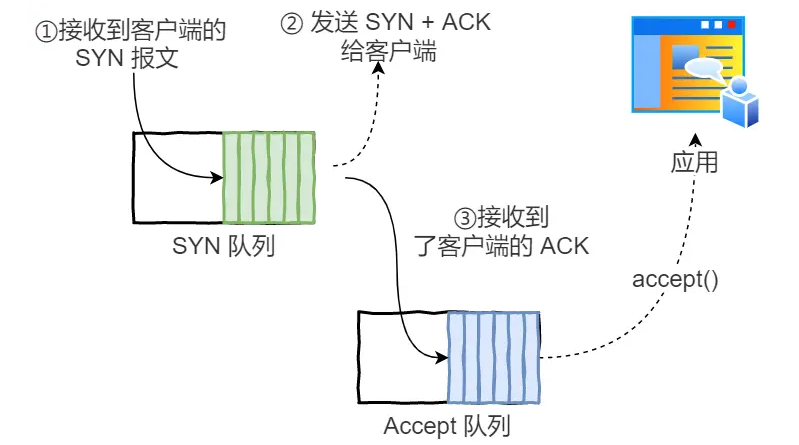 ①接收到客户端的
SYN 报文
② 发送 SYN + ACK
给客户端
应用
SYN 队列
③接收到
了客户端的 ACK
accept()
Accept 队列